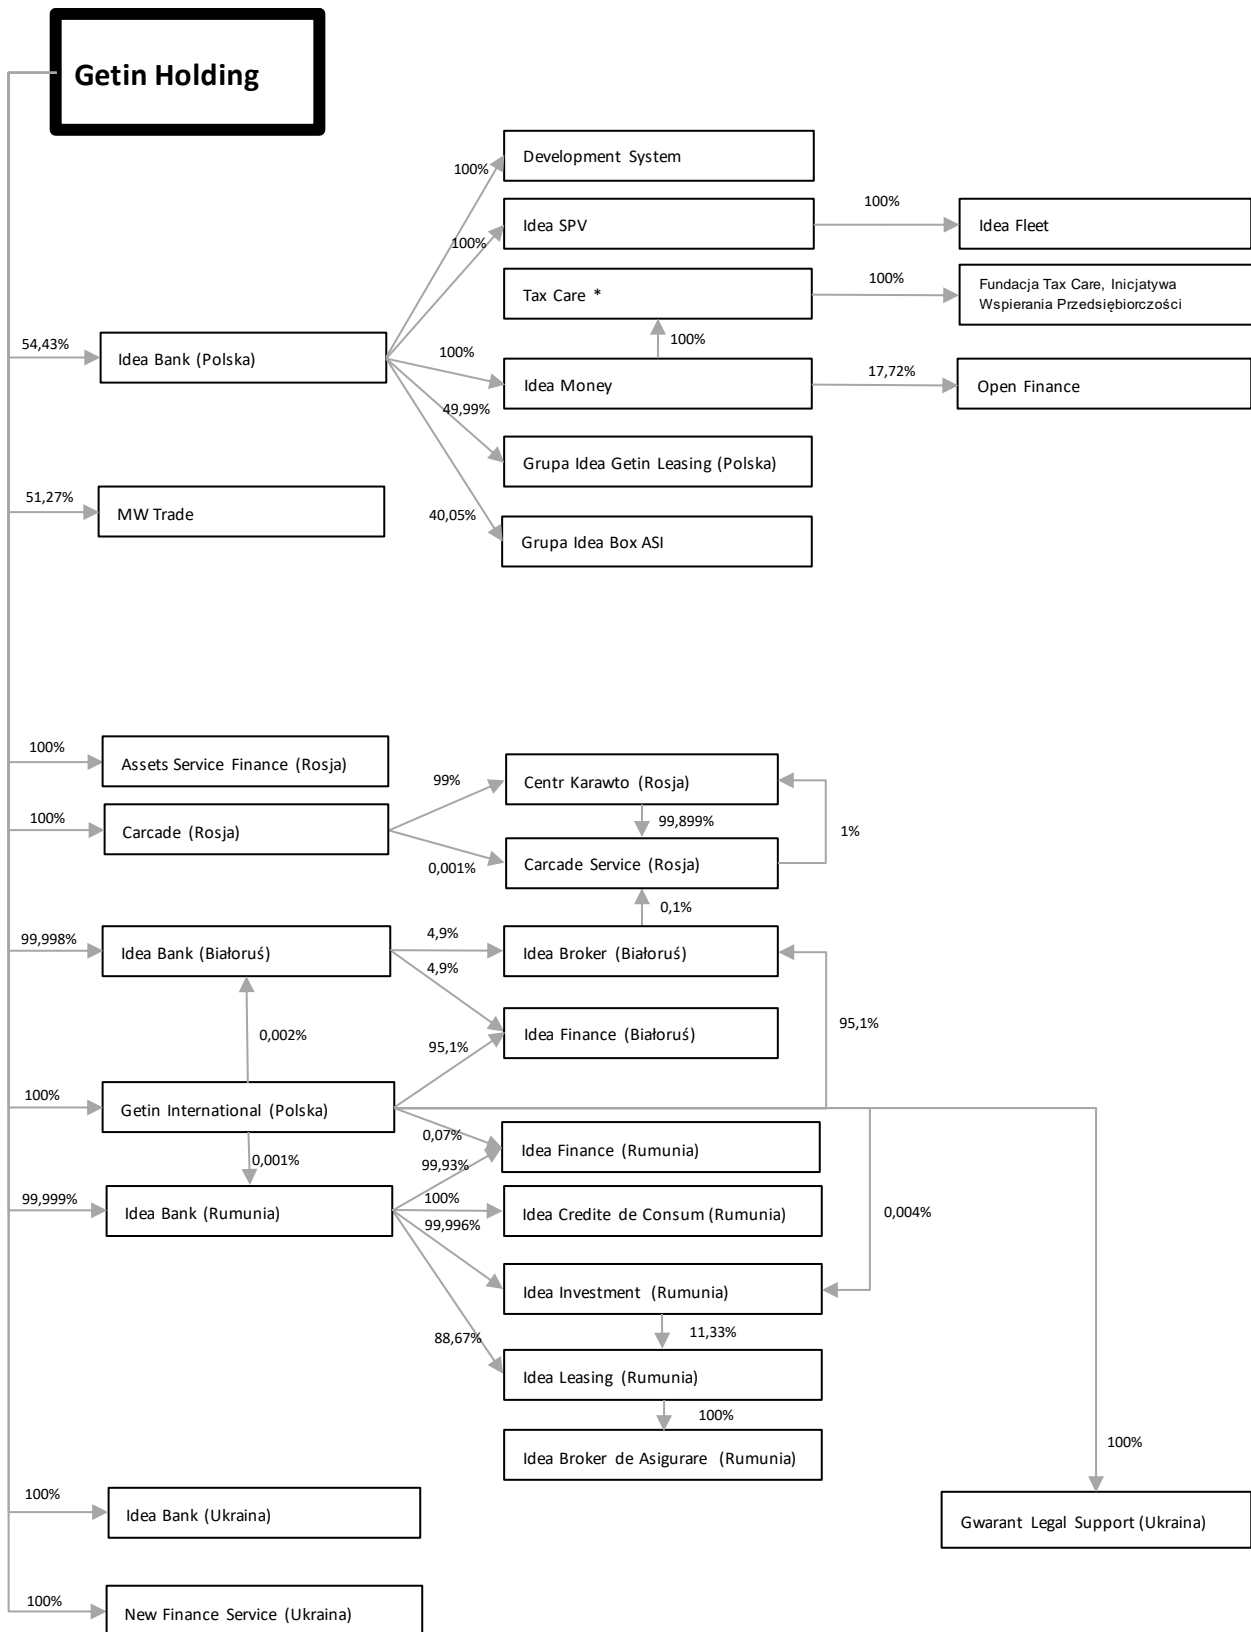 Getin Holding
Development System
100%
Idea SPV
100%
100%
Idea Fleet
Tax Care *
100%
Fundacja Tax Care, Inicjatywa
Wspierania Przedsiębiorczości
54,43%
Idea Bank (Polska)
100%
100%
Idea Money
17,72%
Open Finance
49,99%
Grupa Idea Getin Leasing (Polska)
51,27%
MW Trade
40,05%
Grupa Idea Box ASI
100%
Assets Service Finance (Rosja)
99%
Centr Karawto (Rosja)
100%
Carcade (Rosja)
99,899%
1%
0,001%
Carcade Service (Rosja)
0,1%
99,998%
Idea Bank (Białoruś)
4,9%
Idea Broker (Białoruś)
4,9%
95,1%
0,002%
95,1%
Idea Finance (Białoruś)
100%
Getin International (Polska)
0,07%
Idea Finance (Rumunia)
0,001%
99,93%
99,999%
Idea Bank (Rumunia)
100%
Idea Credite de Consum (Rumunia)
0,004%
99,996%
Idea Investment (Rumunia)
11,33%
88,67%
Idea Leasing (Rumunia)
100%
Idea Broker de Asigurare (Rumunia)
100%
100%
Idea Bank (Ukraina)
Gwarant Legal Support (Ukraina)
100%
New Finance Service (Ukraina)